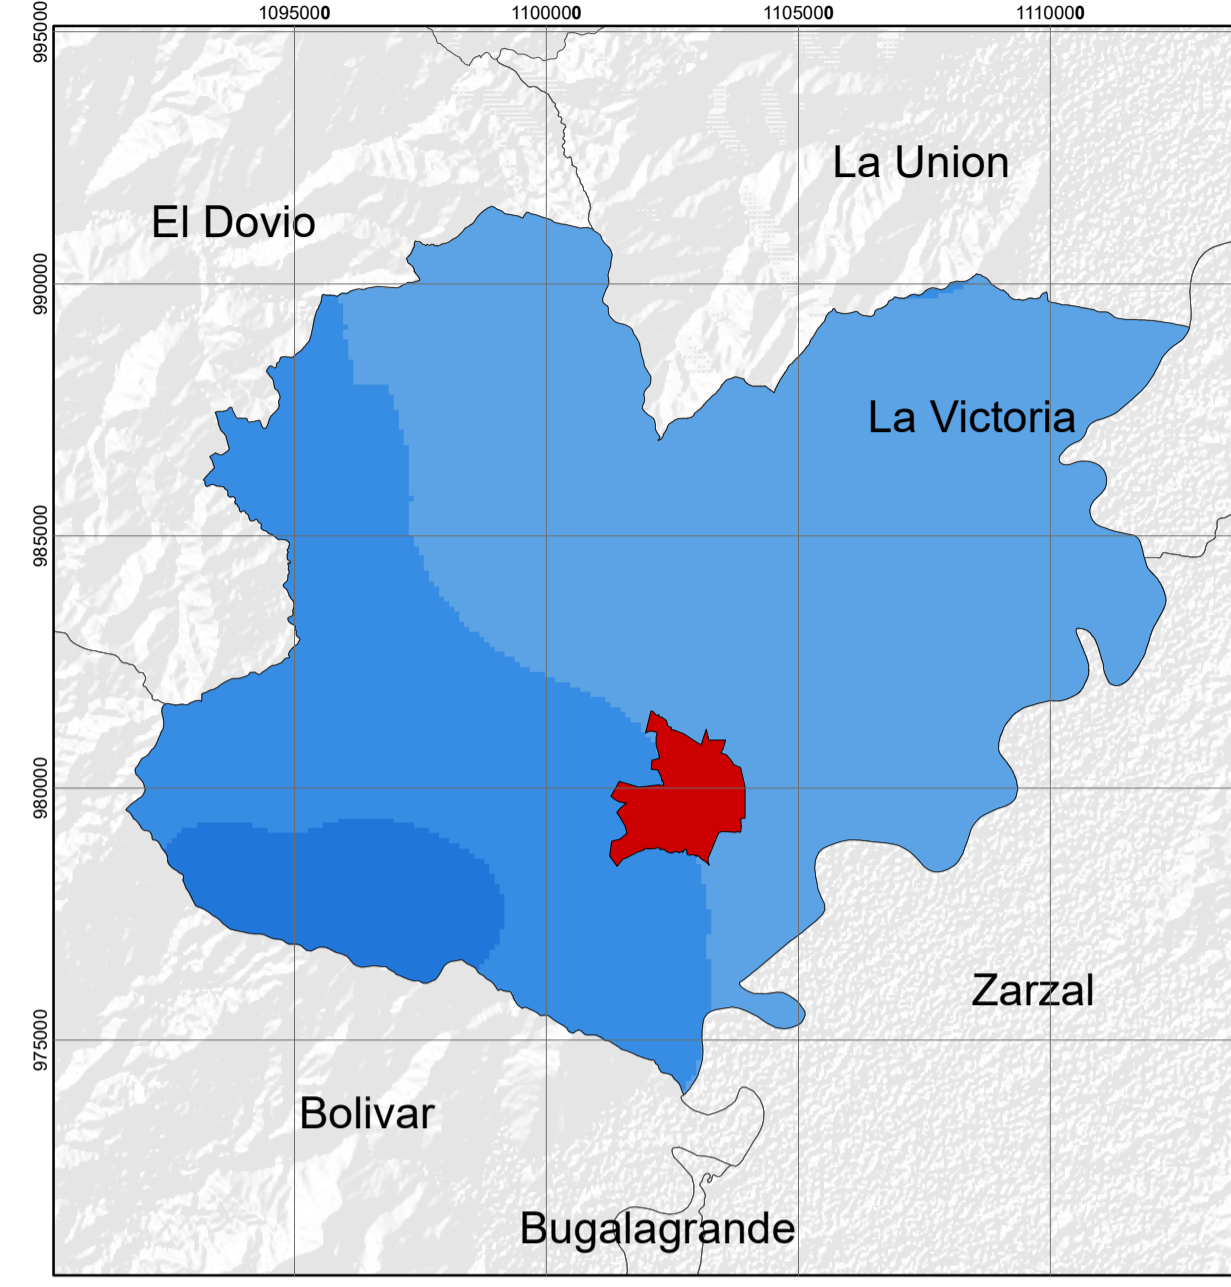 1095000 1100000 1105000 1110000
995000
La Union
El Dovio
990000
La Victoria
985000
980000
Zarzal
975000
Bolivar
Bugalagrande